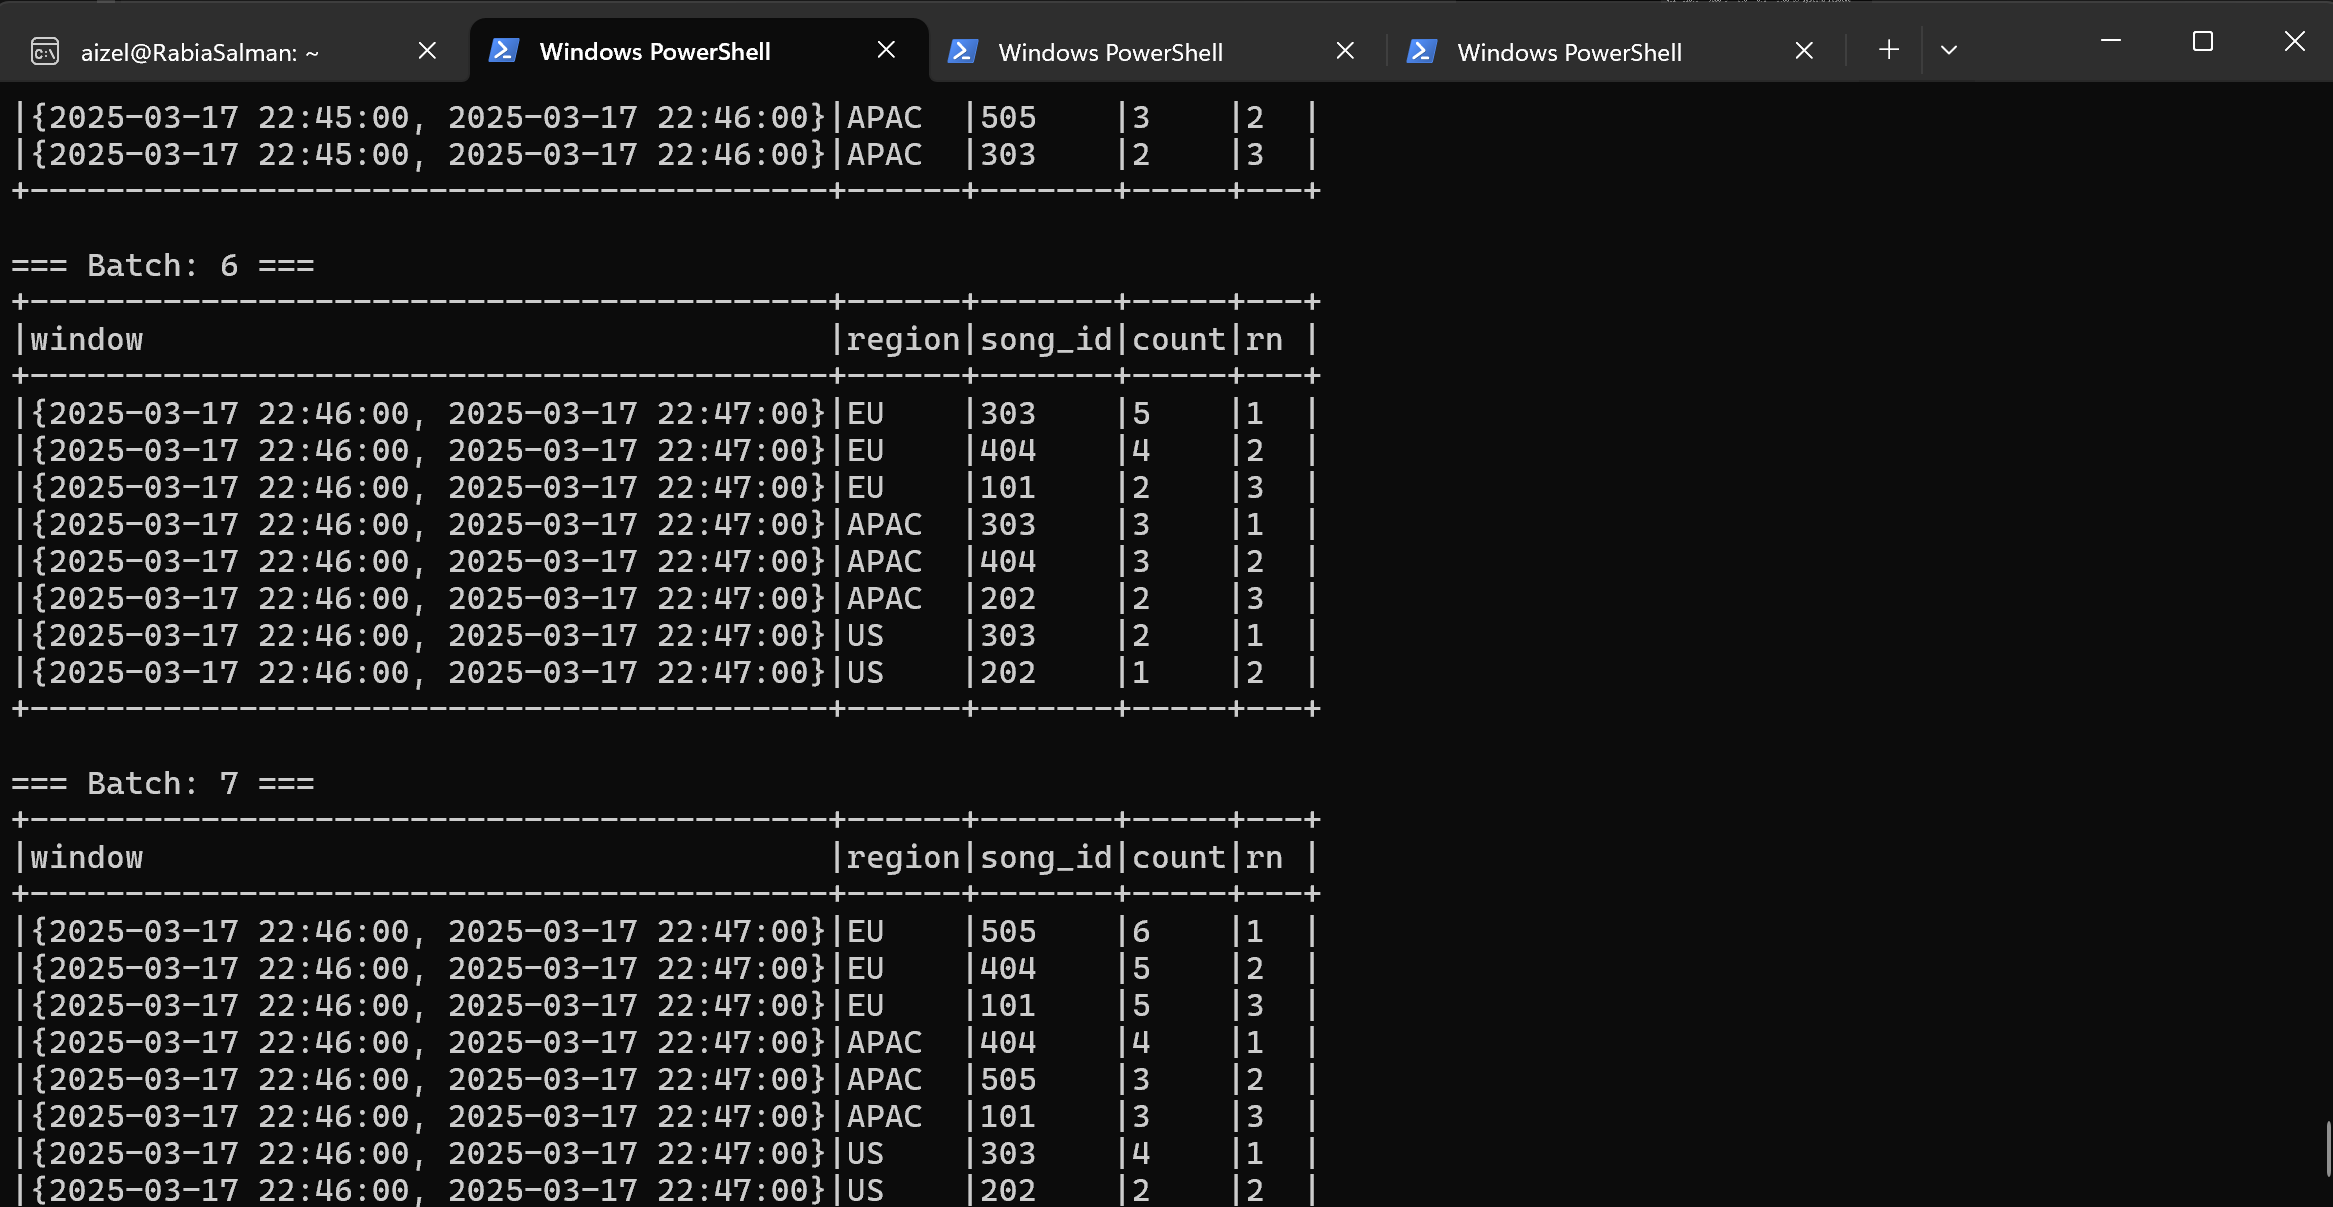 aizel@RabiaSalman: ~ Windows PowerShell Windows PowerShell Windows PowerShell
|{2025-03-17 22:45:00, 2025-03-17 22:46:00}|APAC  |505    |3    |2  |
|{2025-03-17 22:45:00, 2025-03-17 22:46:00}|APAC  |303    |2    |3  |
+------------------------------------------+------+-------+-----+---+
=== Batch: 6 ===
+------------------------------------------+------+-------+-----+---+
|window                                    |region|song_id|count|rn |
+------------------------------------------+------+-------+-----+---+
|{2025-03-17 22:46:00, 2025-03-17 22:47:00}|EU    |303    |5    |1  |
|{2025-03-17 22:46:00, 2025-03-17 22:47:00}|EU    |404    |4    |2  |
|{2025-03-17 22:46:00, 2025-03-17 22:47:00}|EU    |101    |2    |3  |
|{2025-03-17 22:46:00, 2025-03-17 22:47:00}|APAC  |303    |3    |1  |
|{2025-03-17 22:46:00, 2025-03-17 22:47:00}|APAC  |404    |3    |2  |
|{2025-03-17 22:46:00, 2025-03-17 22:47:00}|APAC  |202    |2    |3  |
|{2025-03-17 22:46:00, 2025-03-17 22:47:00}|US    |303    |2    |1  |
|{2025-03-17 22:46:00, 2025-03-17 22:47:00}|US    |202    |1    |2  |
+------------------------------------------+------+-------+-----+---+
=== Batch: 7 ===
+------------------------------------------+------+-------+-----+---+
|window                                    |region|song_id|count|rn |
+------------------------------------------+------+-------+-----+---+
|{2025-03-17 22:46:00, 2025-03-17 22:47:00}|EU    |505    |6    |1  |
|{2025-03-17 22:46:00, 2025-03-17 22:47:00}|EU    |404    |5    |2  |
|{2025-03-17 22:46:00, 2025-03-17 22:47:00}|EU    |101    |5    |3  |
|{2025-03-17 22:46:00, 2025-03-17 22:47:00}|APAC  |404    |4    |1  |
|{2025-03-17 22:46:00, 2025-03-17 22:47:00}|APAC  |505    |3    |2  |
|{2025-03-17 22:46:00, 2025-03-17 22:47:00}|APAC  |101    |3    |3  |
|{2025-03-17 22:46:00, 2025-03-17 22:47:00}|US    |303    |4    |1  |
|{2025-03-17 22:46:00, 2025-03-17 22:47:00}|US    |202    |2    |2  |